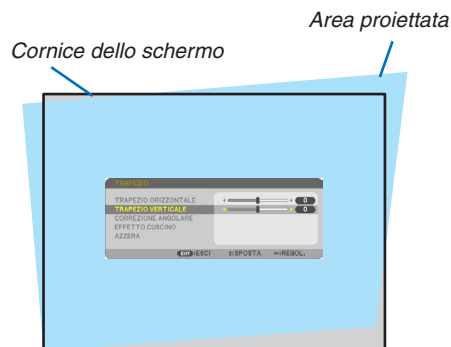 Area proiettata
Cornice dello schermo
TRAPEZIO
TRAPEZIO ORIZZONTALE 0
TRAPEZIO VERTICALE 0
CORREZIONE ANGOLARE
EFFETTO CUSCINO
AZZERA
EXIT:ESCI ↕:SPOSTA ↔:REGOL.